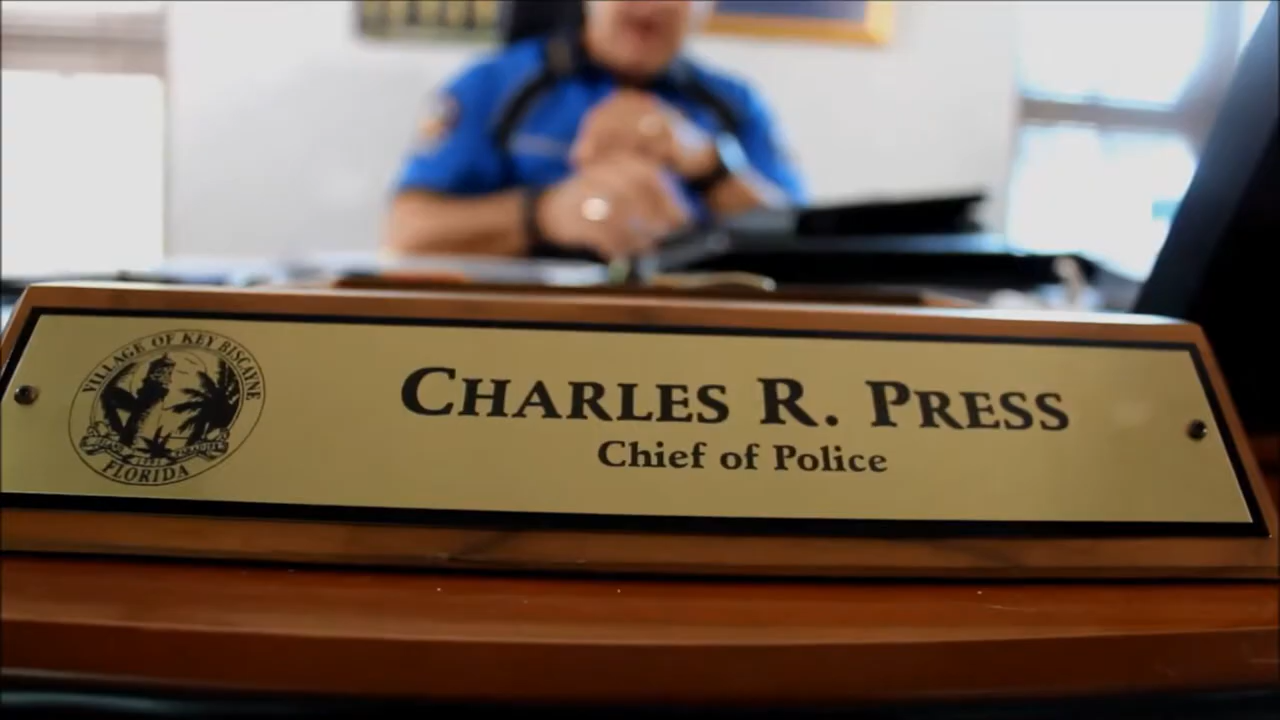 VILLAGE OF KEY BISCAYNE
FLORIDA
CHARLES R. PRESS
Chief of Police